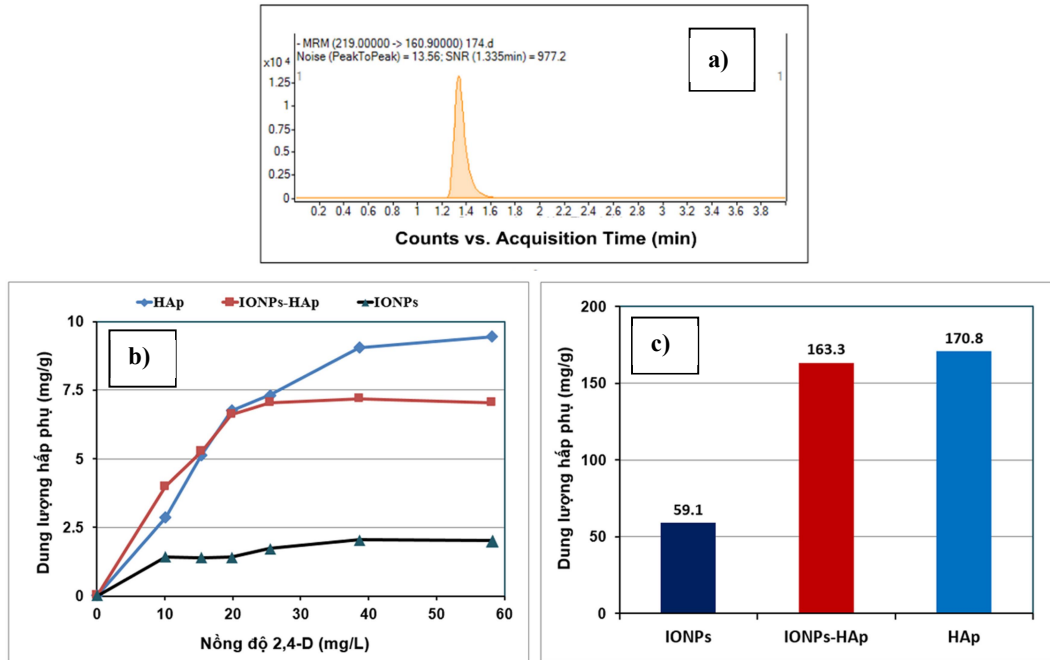 - MRM (219.00000 -> 160.90000) 174.d
Noise (PeakToPeak) = 13.56; SNR (1.335min) = 977.2
x10 4
1
1
a)
1.25
1
0.75
0.5
0.25
0
0.2 0.4 0.6 0.8 1 1.2 1.4 1.6 1.8 2 2.2 2.4 2.6 2.8 3 3.2 3.4 3.6 3.8
Counts vs. Acquisition Time (min)
HAp IONPs-HAp IONPs
b)
Dung lượng hấp phụ (mg/g)
10
7.5
5
2.5
0
0 10 20 30 40 50 60
Nồng độ 2,4-D (mg/L)
c)
Dung lượng hấp phụ (mg/g)
200
150
100
50
0
59.1
163.3
170.8
IONPs IONPs-HAp HAp